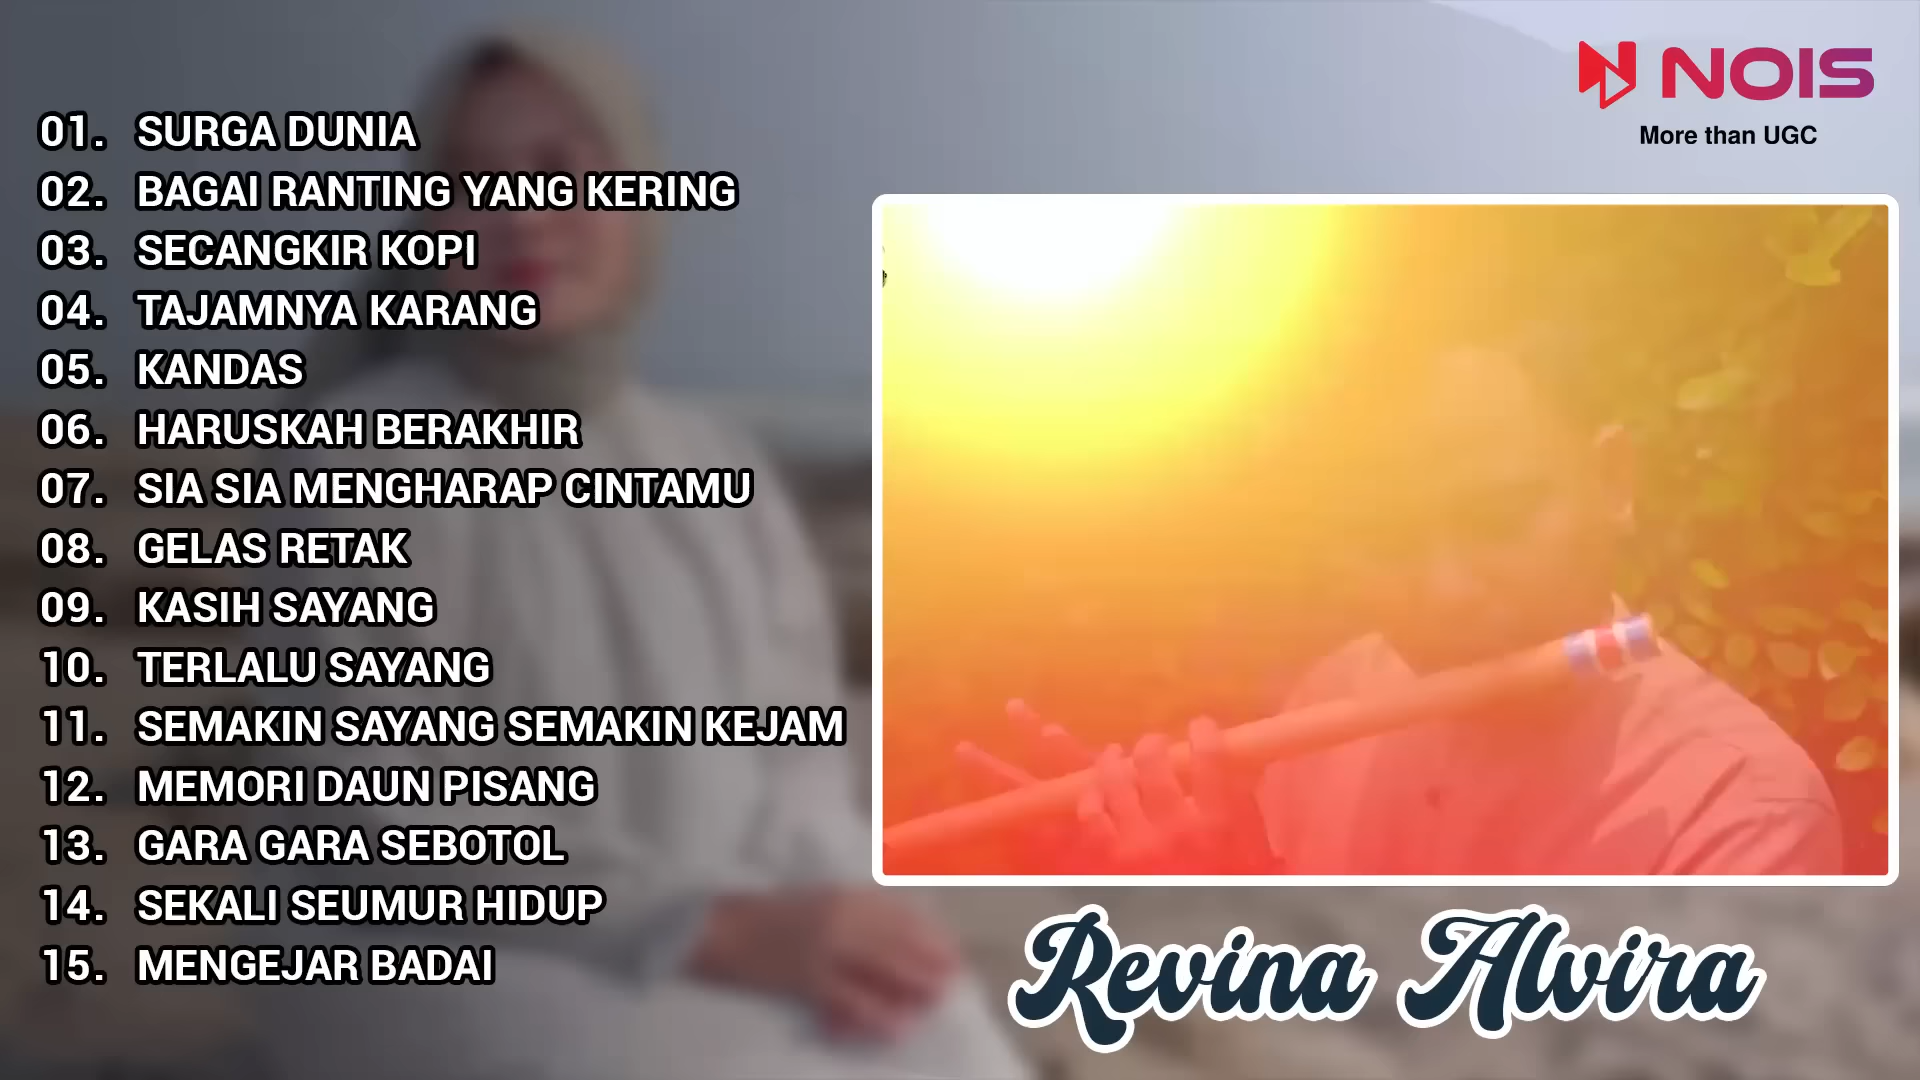 01. SURGA DUNIA
02. BAGAI RANTING YANG KERING
03. SECANGKIR KOPI
04. TAJAMNYA KARANG
05. KANDAS
06. HARUSKAH BERAKHIR
07. SIA SIA MENGHARAP CINTAMU
08. GELAS RETAK
09. KASIH SAYANG
10. TERLALU SAYANG
11. SEMAKIN SAYANG SEMAKIN KEJAM
12. MEMORI DAUN PISANG
13. GARA GARA SEBOTOL
14. SEKALI SEUMUR HIDUP
15. MENGEJAR BADAI
NOIS
More than UGC
Revina Alvira